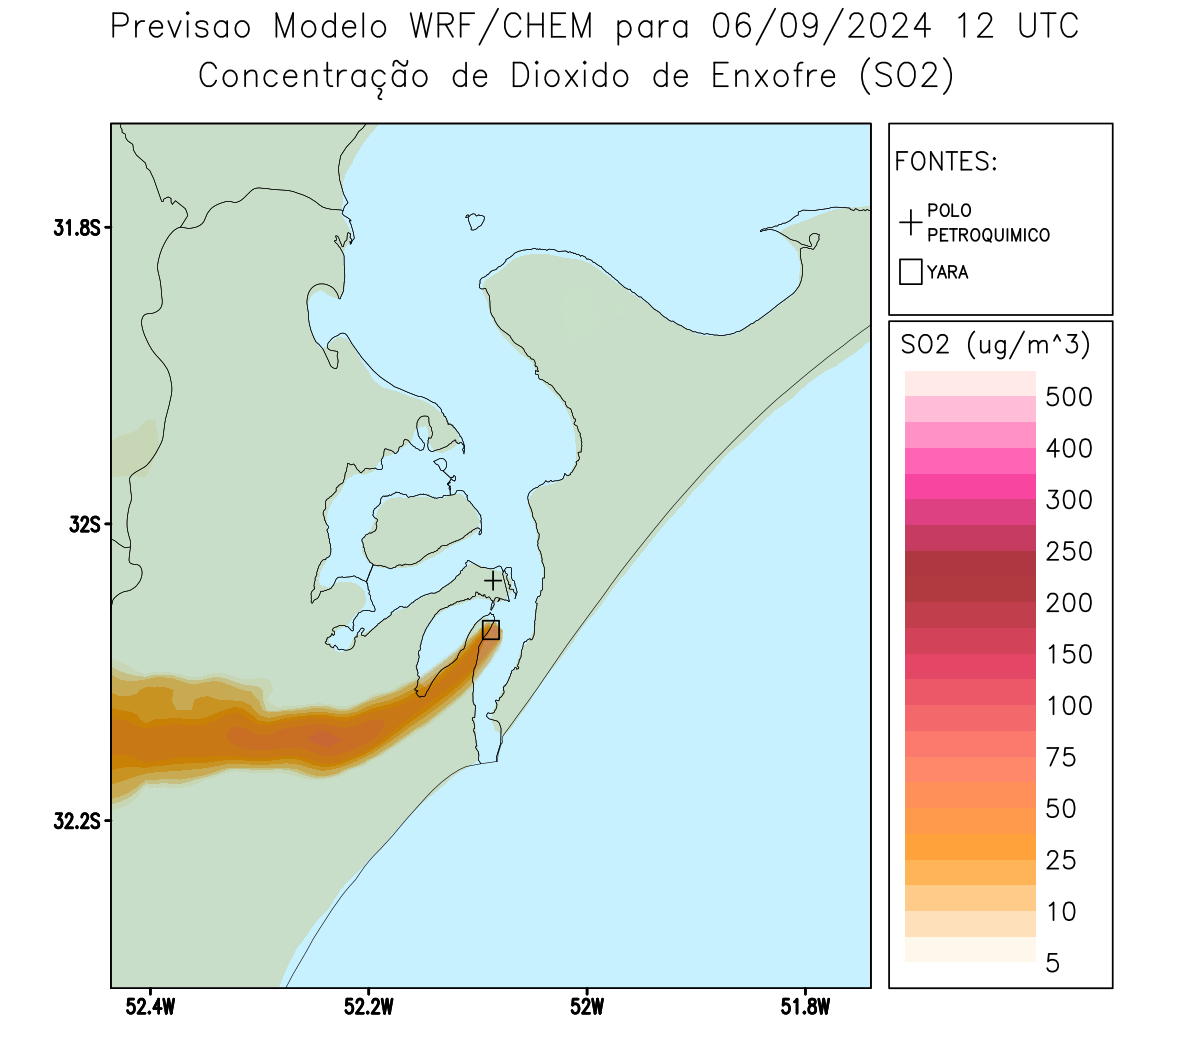 Previsao Modelo WRF/CHEM para 06/09/2024 12 UTC
Concentração de Dioxido de Enxofre (SO2)
FONTES:
POLO
PETROQUIMICO
YARA
SO2 (ug/m^3)
500
400
300
250
200
150
100
75
50
25
10
5
31.8S
32S
32.2S
52.4W
52.2W
52W
51.8W